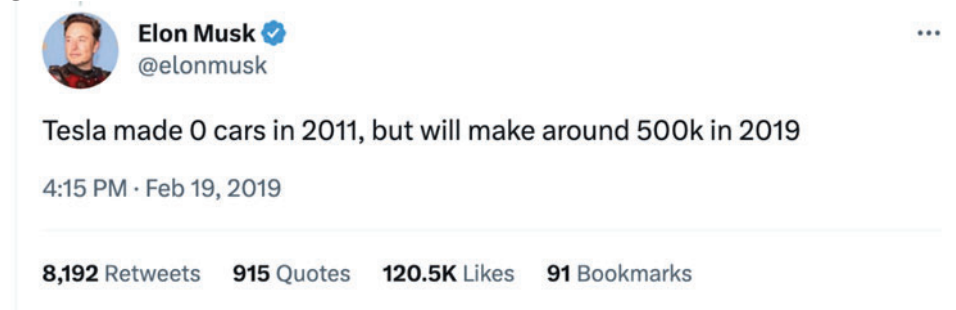 Elon Musk
@elonmusk
Tesla made 0 cars in 2011, but will make around 500k in 2019
4:15 PM · Feb 19, 2019
8,192 Retweets 915 Quotes 120.5K Likes 91 Bookmarks